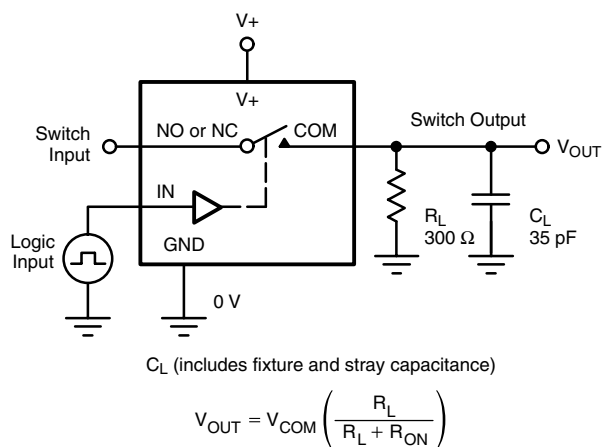 V+
V+
Switch Output
Switch
Input
NO or NC
COM
V_OUT
IN
R_L
300 Ω
C_L
35 pF
Logic
Input
GND
0 V
C_L (includes fixture and stray capacitance)
V_OUT = V_COM ( R_L / R_L + R_ON )